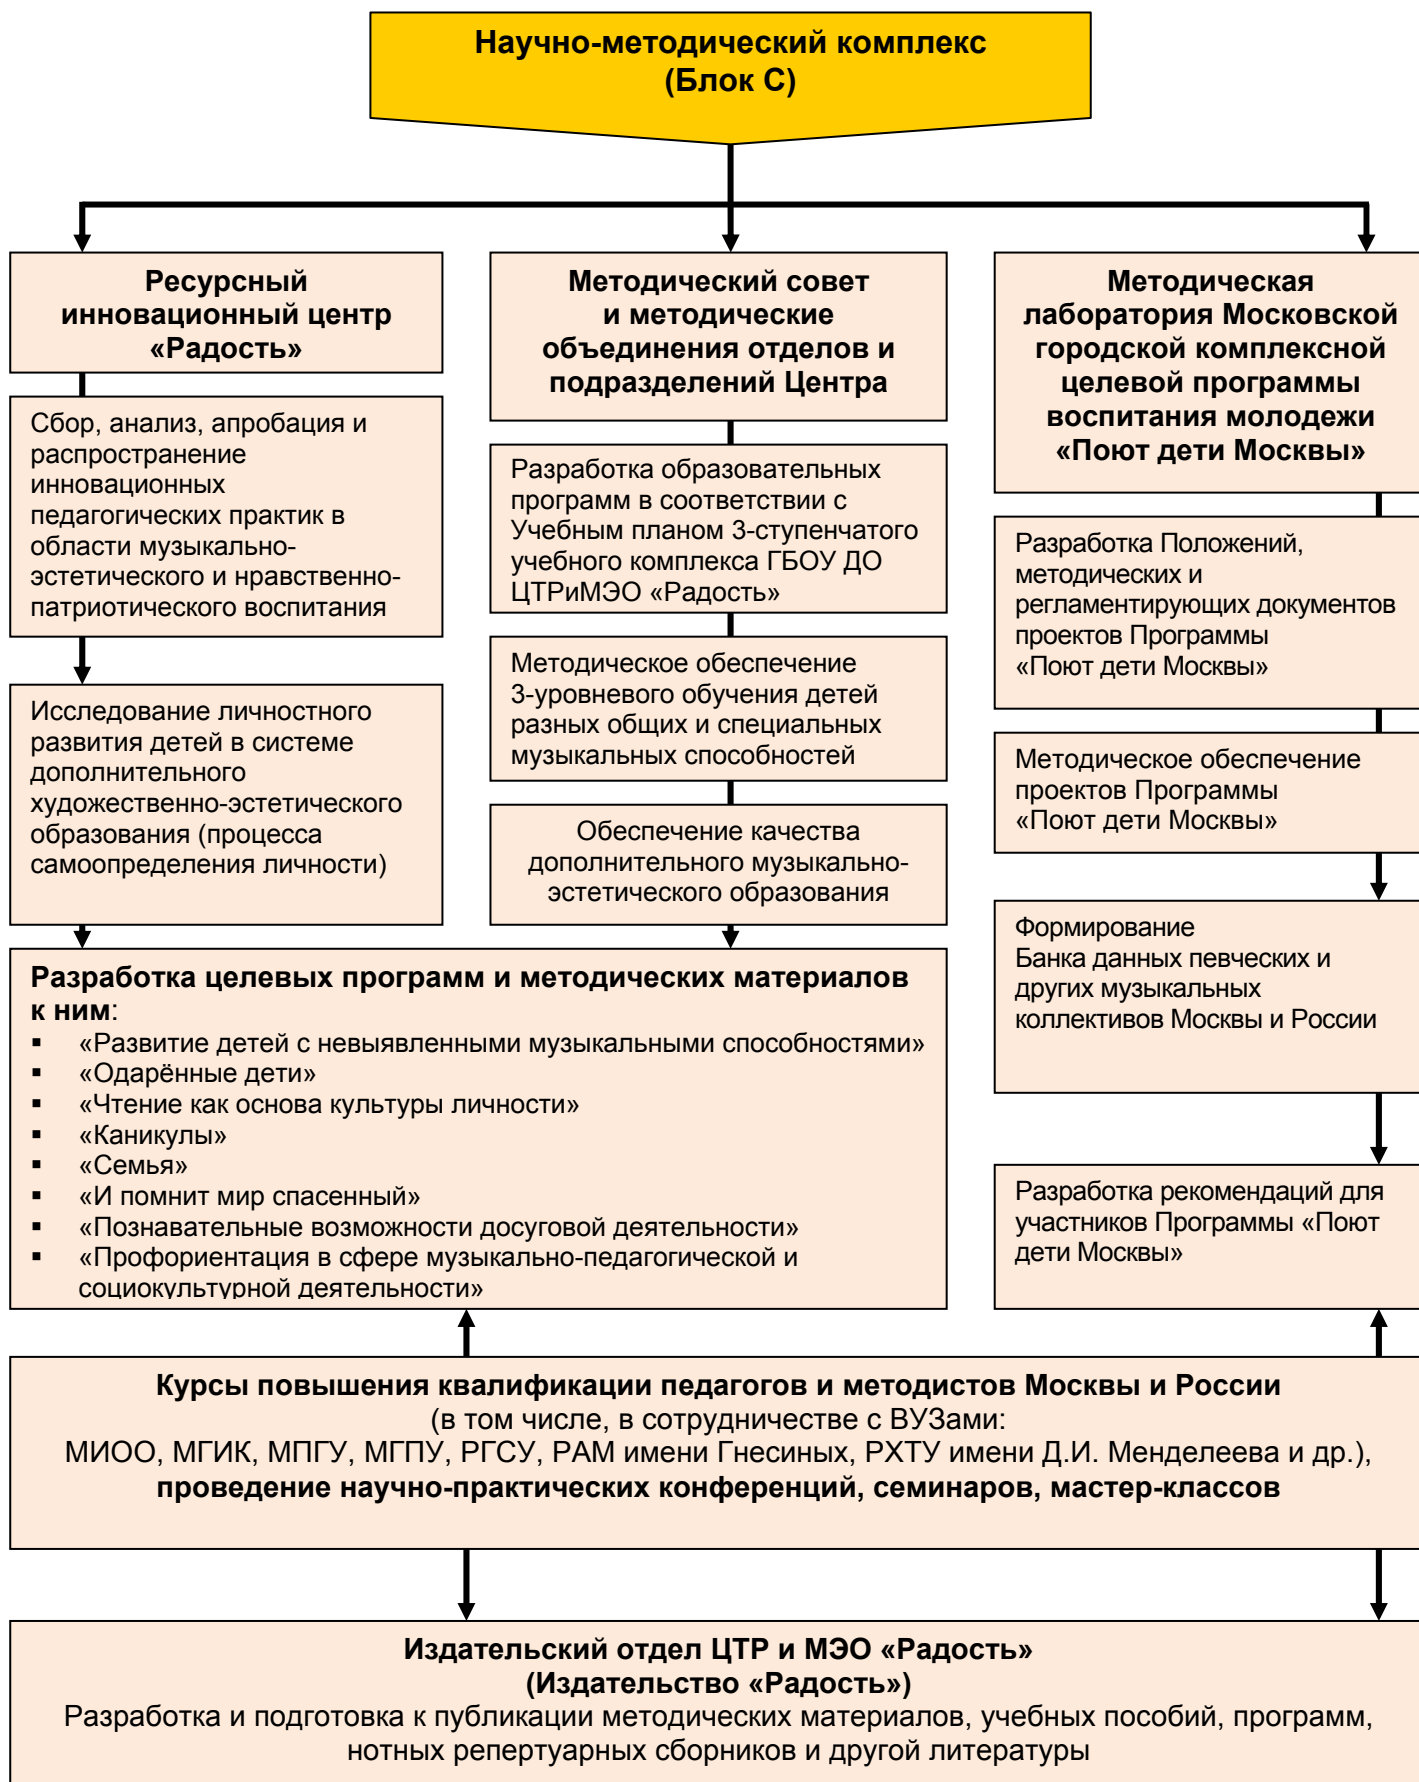 Научно-методический комплекс
(Блок С)
Ресурсный
инновационный центр
«Радость»
Сбор, анализ, апробация и
распространение
инновационных
педагогических практик в
области музыкально-
эстетического и нравственно-
патриотического воспитания
Исследование личностного
развития детей в системе
дополнительного
художественно-эстетического
образования (процесса
самоопределения личности)
Методический совет
и методические
объединения отделов и
подразделений Центра
Разработка образовательных
программ в соответствии с
Учебным планом 3-ступенчатого
учебного комплекса ГБОУ ДО
ЦТРиМЭО «Радость»
Методическое обеспечение
3-уровневого обучения детей
разных общих и специальных
музыкальных способностей
Обеспечение качества
дополнительного музыкально-
эстетического образования
Методическая
лаборатория Московской
городской комплексной
целевой программы
воспитания молодежи
«Поют дети Москвы»
Разработка Положений,
методических и
регламентирующих документов
проектов Программы
«Поют дети Москвы»
Методическое обеспечение
проектов Программы
«Поют дети Москвы»
Формирование
Банка данных певческих и
других музыкальных
коллективов Москвы и России
Разработка рекомендаций для
участников Программы «Поют
дети Москвы»
Разработка целевых программ и методических материалов
к ним:
▪ «Развитие детей с невыявленными музыкальными способностями»
▪ «Одарённые дети»
▪ «Чтение как основа культуры личности»
▪ «Каникулы»
▪ «Семья»
▪ «И помнит мир спасенный»
▪ «Познавательные возможности досуговой деятельности»
▪ «Профориентация в сфере музыкально-педагогической и
социокультурной деятельности»
Курсы повышения квалификации педагогов и методистов Москвы и России
(в том числе, в сотрудничестве с ВУЗами:
МИОО, МГИК, МПГУ, МГПУ, РГСУ, РАМ имени Гнесиных, РХТУ имени Д.И. Менделеева и др.),
проведение научно-практических конференций, семинаров, мастер-классов
Издательский отдел ЦТР и МЭО «Радость»
(Издательство «Радость»)
Разработка и подготовка к публикации методических материалов, учебных пособий, программ,
нотных репертуарных сборников и другой литературы